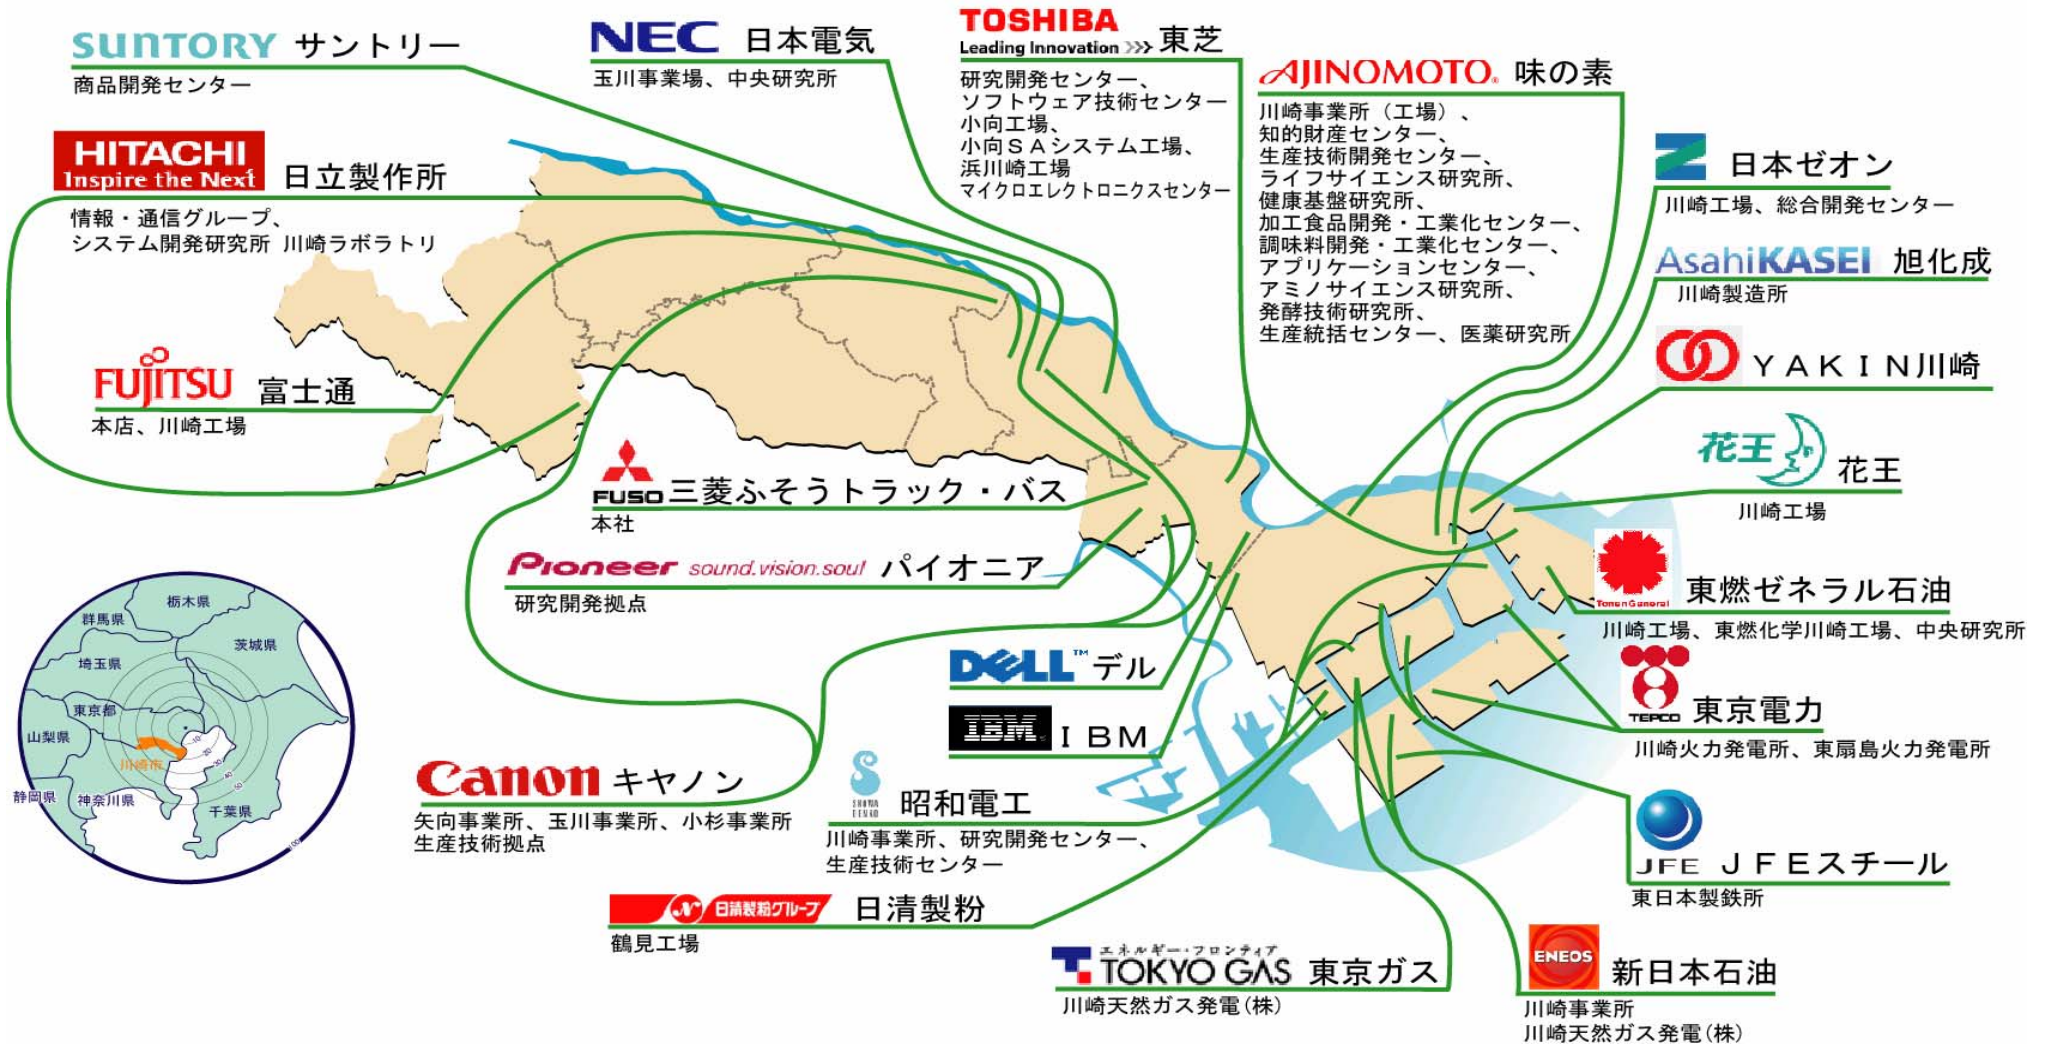 SUNTORY サントリー
商品開発センター
NEC 日本電気
玉川事業場、中央研究所
TOSHIBA
Leading Innovation >>> 東芝
研究開発センター、
ソフトウェア技術センター
小向工場、
小向ＳＡシステム工場、
浜川崎工場
マイクロエレクトロニクスセンター
AJINOMOTO® 味の素
川崎事業所（工場）、
知的財産センター、
生産技術開発センター、
ライフサイエンス研究所、
健康基盤研究所、
加工食品開発・工業化センター、
調味料開発・工業化センター、
アプリケーションセンター、
アミノサイエンス研究所、
発酵技術研究所、
生産統括センター、医薬研究所
日本ゼオン
川崎工場、総合開発センター
AsahiKASEI 旭化成
川崎製造所
ＹＡＫＩＮ川崎
花王 花王
川崎工場
TonenGeneral
東燃ゼネラル石油
川崎工場、東燃化学川崎工場、中央研究所
TEPCO 東京電力
川崎火力発電所、東扇島火力発電所
JFE ＪＦＥスチール
東日本製鉄所
ENEOS 新日本石油
川崎事業所
川崎天然ガス発電(株)
エネルギー・フロンティア
TOKYO GAS 東京ガス
川崎天然ガス発電(株)
日清製粉グループ 日清製粉
鶴見工場
SHOWA
DENKO
昭和電工
川崎事業所、研究開発センター、
生産技術センター
IBM ＩＢＭ
DELL™ デル
Canon キヤノン
矢向事業所、玉川事業所、小杉事業所
生産技術拠点
Pioneer sound.vision.soul パイオニア
研究開発拠点
FUSO 三菱ふそうトラック・バス
本社
FUJITSU 富士通
本店、川崎工場
HITACHI
Inspire the Next 日立製作所
情報・通信グループ、
システム開発研究所 川崎ラボラトリ
栃木県
群馬県
茨城県
埼玉県
東京都
山梨県
川崎市
静岡県
神奈川県
千葉県
10
20
30
40
50
100